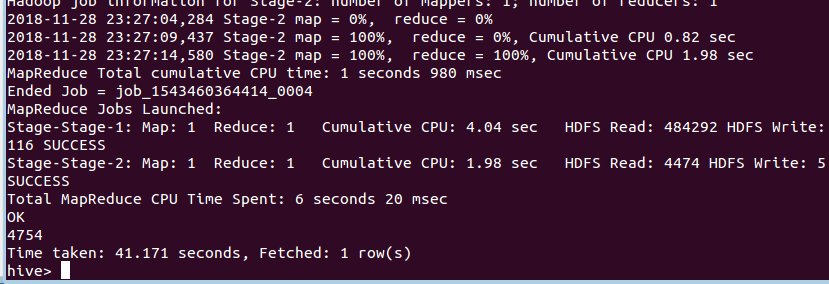 Hadoop job information for Stage-2: number of mappers: 1; number of reducers: 1
2018-11-28 23:27:04,284 Stage-2 map = 0%,  reduce = 0%
2018-11-28 23:27:09,437 Stage-2 map = 100%,  reduce = 0%, Cumulative CPU 0.82 sec
2018-11-28 23:27:14,580 Stage-2 map = 100%,  reduce = 100%, Cumulative CPU 1.98 sec
MapReduce Total cumulative CPU time: 1 seconds 980 msec
Ended Job = job_1543460364414_0004
MapReduce Jobs Launched:
Stage-Stage-1: Map: 1  Reduce: 1   Cumulative CPU: 4.04 sec   HDFS Read: 484292 HDFS Write:
116 SUCCESS
Stage-Stage-2: Map: 1  Reduce: 1   Cumulative CPU: 1.98 sec   HDFS Read: 4474 HDFS Write: 5
SUCCESS
Total MapReduce CPU Time Spent: 6 seconds 20 msec
OK
4754
Time taken: 41.171 seconds, Fetched: 1 row(s)
hive>